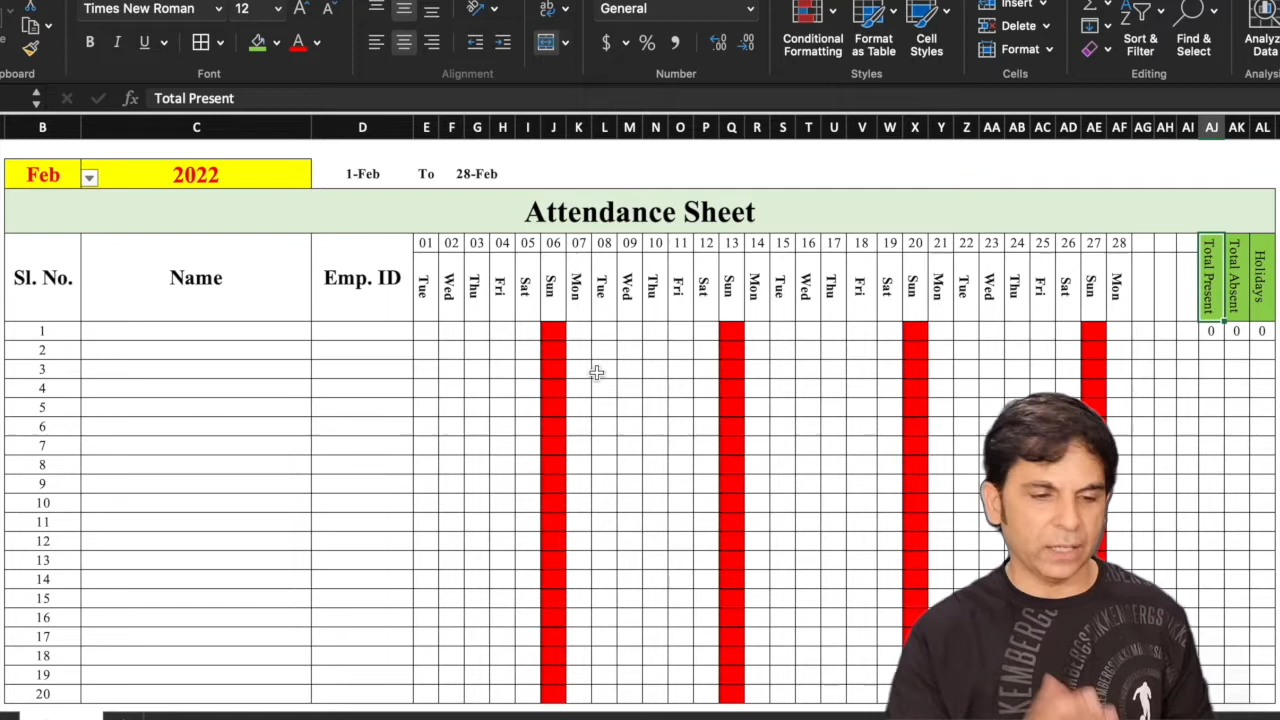 Times New Roman 12 General Insert
B I U $ % Conditional Formatting Format as Table Cell Styles Delete Format Sort & Filter Find & Select
Font Alignment Number Styles Cells Editing
fx Total Present
B C D E F G H I J K L M N O P Q R S T U V W X Y Z AA AB AC AD AE AF AG AH AI AJ AK AL
Feb 2022 1-Feb To 28-Feb
Attendance Sheet
01 02 03 04 05 06 07 08 09 10 11 12 13 14 15 16 17 18 19 20 21 22 23 24 25 26 27 28
Sl. No. Name Emp. ID Tue Wed Thu Fri Sat Sun Mon Tue Wed Thu Fri Sat Sun Mon Tue Wed Thu Fri Sat Sun Mon Tue Wed Thu Fri Sat Sun Mon Total Present Total Absent Holidays
1 0 0 0
2
3
4
5
6
7
8
9
10
11
12
13
14
15
16
17
18
19
20